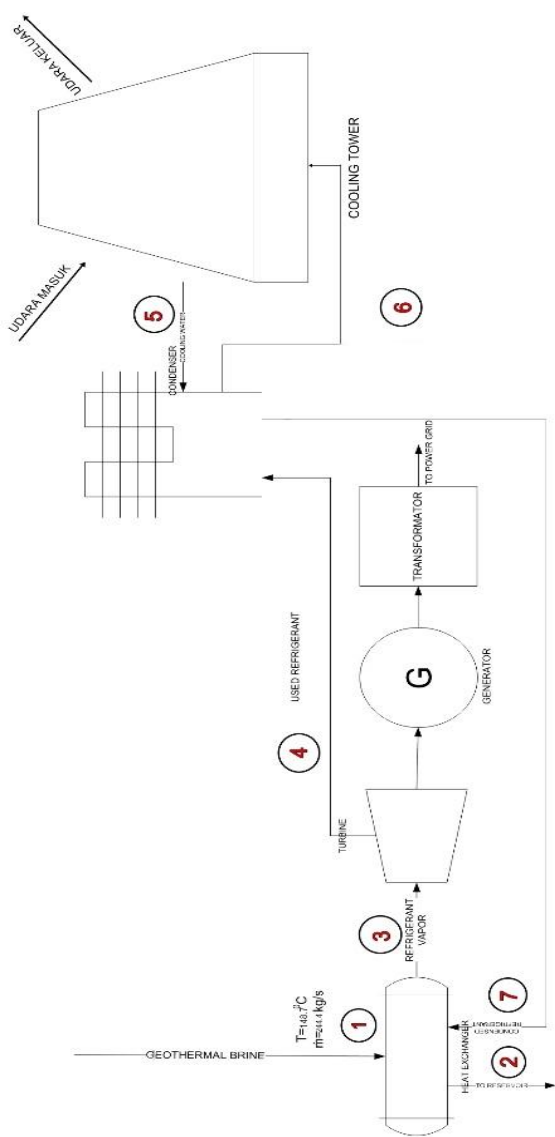 GEOTHERMAL BRINE
T=148.7°C
ṁ=244.4 kg/s
1
HEAT EXCHANGER
TO RESERVOIR
2
CONDENSED
REFRIGERANT
7
REFRIGERANT
VAPOR
3
TURBINE
4
USED REFRIGERANT
G
GENERATOR
TRANSFORMATOR
TO POWER GRID
CONDENSER
COOLING WATER
5
6
COOLING TOWER
UDARA MASUK
UDARA KELUAR